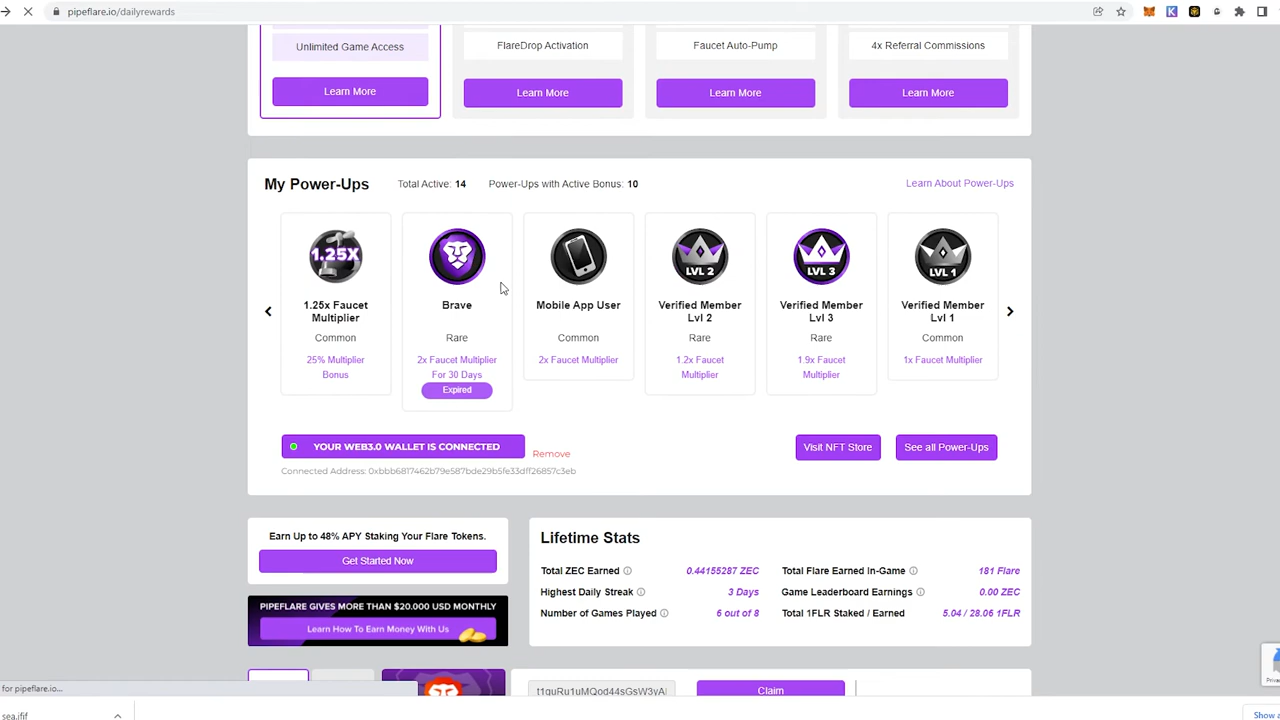 pipeflare.io/dailyrewards
Unlimited Game Access
FlareDrop Activation
Faucet Auto-Pump
4x Referral Commissions
Learn More
Learn More
Learn More
Learn More
My Power-Ups
Total Active: 14
Power-Ups with Active Bonus: 10
Learn About Power-Ups
1.25X
LVL 2
LVL 3
LVL 1
1.25x Faucet
Multiplier
Common
25% Multiplier
Bonus
Brave
Rare
2x Faucet Multiplier
For 30 Days
Expired
Mobile App User
Common
2x Faucet Multiplier
Verified Member
Lvl 2
Rare
1.2x Faucet
Multiplier
Verified Member
Lvl 3
Rare
1.9x Faucet
Multiplier
Verified Member
Lvl 1
Common
1x Faucet Multiplier
YOUR WEB3.0 WALLET IS CONNECTED
Remove
Visit NFT Store
See all Power-Ups
Connected Address: 0xbbb6817462b79e587bde29b5fe33dff26857c3eb
Earn Up to 48% APY Staking Your Flare Tokens.
Get Started Now
PIPEFLARE GIVES MORE THAN $20.000 USD MONTHLY
Learn How To Earn Money With Us
Lifetime Stats
Total ZEC Earned
0.44155287 ZEC
Total Flare Earned In-Game
181 Flare
Highest Daily Streak
3 Days
Game Leaderboard Earnings
0.00 ZEC
Number of Games Played
6 out of 8
Total 1FLR Staked / Earned
5.04 / 28.06 1FLR
Claim
for pipeflare.io...
sea.jfif
Show a